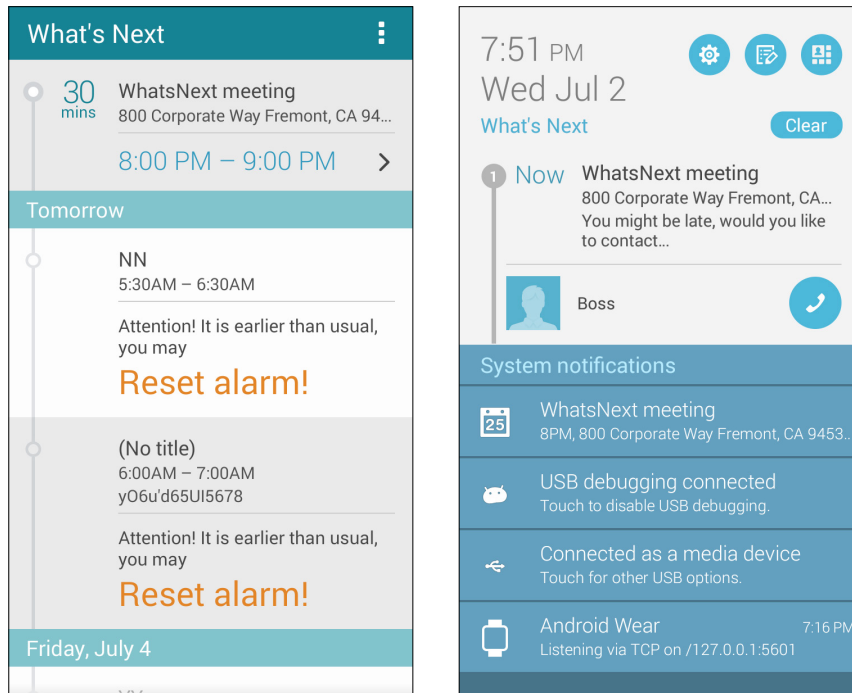 What's Next
30
mins
WhatsNext meeting
800 Corporate Way Fremont, CA 94...
8:00 PM – 9:00 PM
Tomorrow
NN
5:30AM – 6:30AM
Attention! It is earlier than usual,
you may
Reset alarm!
(No title)
6:00AM – 7:00AM
yO6u'd65UI5678
Attention! It is earlier than usual,
you may
Reset alarm!
Friday, July 4
7:51 PM
Wed Jul 2
What's Next
Clear
1
Now
WhatsNext meeting
800 Corporate Way Fremont, CA...
You might be late, would you like
to contact...
Boss
System notifications
25
WhatsNext meeting
8PM, 800 Corporate Way Fremont, CA 9453...
USB debugging connected
Touch to disable USB debugging.
Connected as a media device
Touch for other USB options.
Android Wear
7:16 PM
Listening via TCP on /127.0.0.1:5601